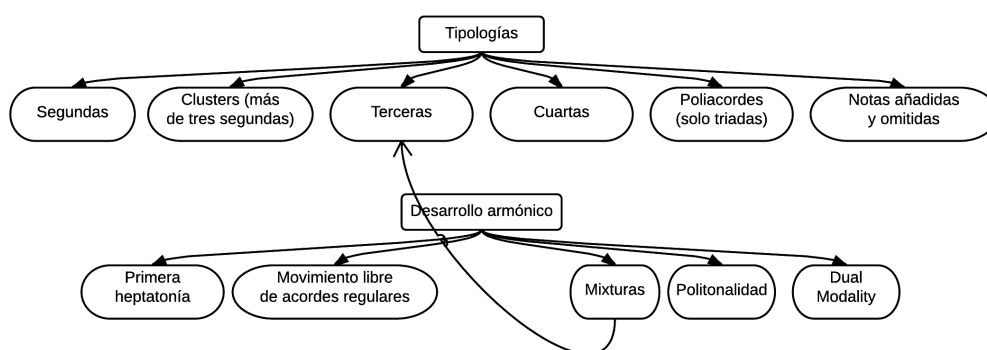 Tipologías
Segundas
Clusters (más
de tres segundas)
Terceras
Cuartas
Poliacordes
(solo triadas)
Notas añadidas
y omitidas
Desarrollo armónico
Primera
heptatonía
Movimiento libre
de acordes regulares
Mixturas
Politonalidad
Dual
Modality